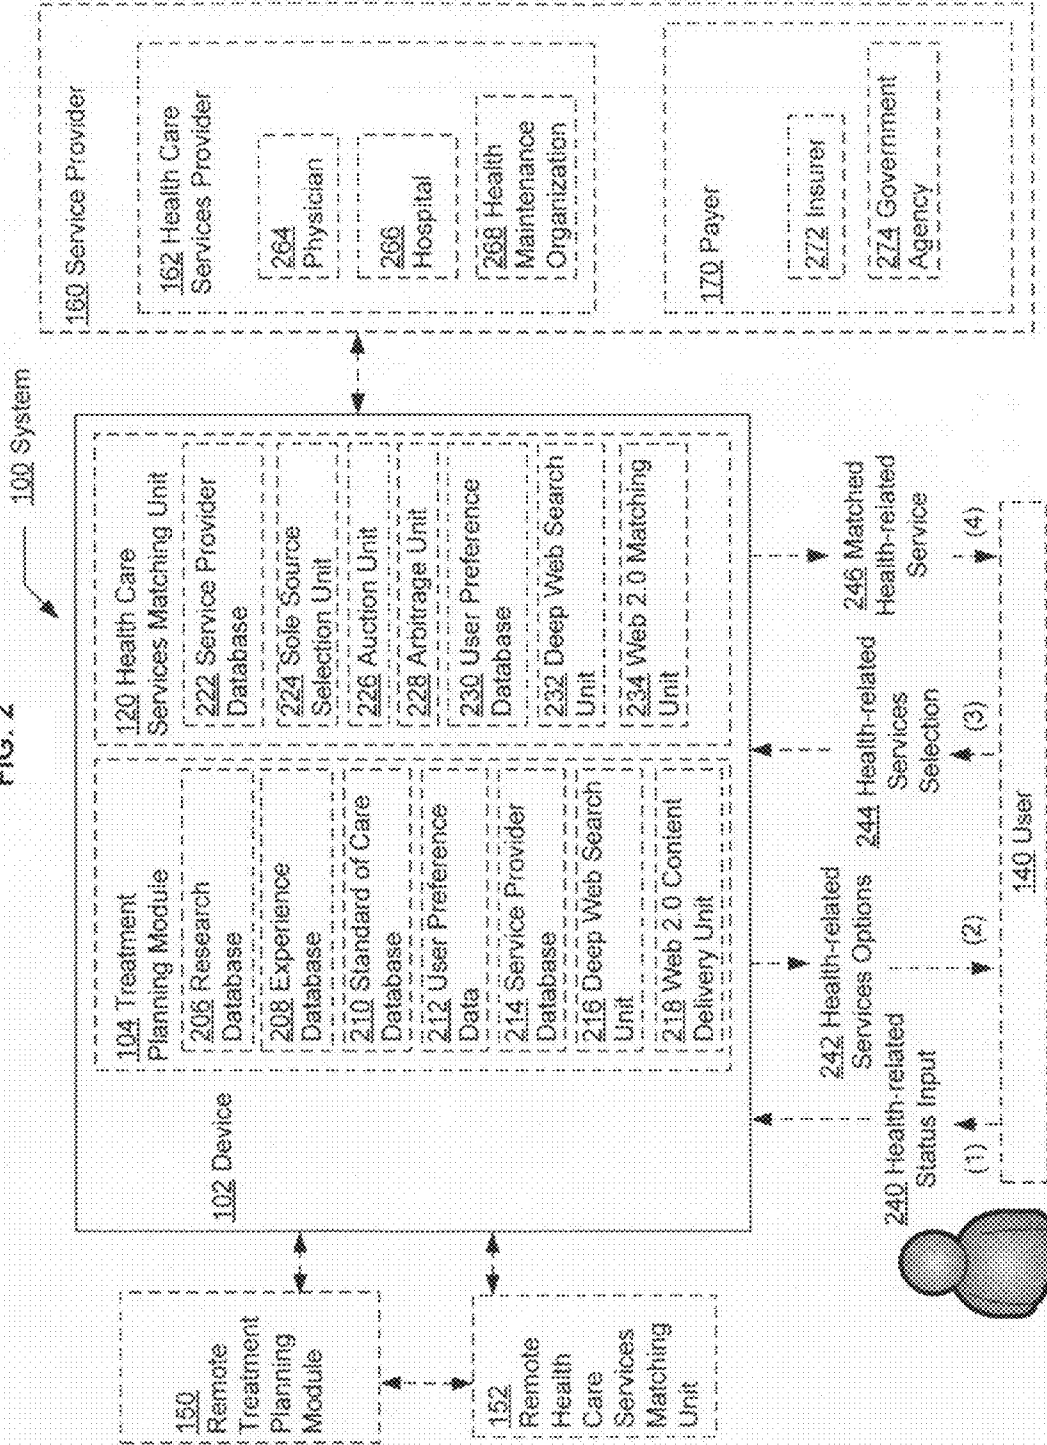 FIG. 2
100 System
150
Remote
Treatment
Planning
Module
152
Remote
Health
Care
Services
Matching
Unit
102 Device
104 Treatment
Planning Module
206 Research
Database
208 Experience
Database
210 Standard of Care
Database
212 User Preference
Data
214 Service Provider
Database
216 Deep Web Search
Unit
218 Web 2.0 Content
Delivery Unit
120 Health Care
Services Matching Unit
222 Service Provider
Database
224 Sole Source
Selection Unit
226 Auction Unit
228 Arbitrage Unit
230 User Preference
Database
232 Deep Web Search
Unit
234 Web 2.0 Matching
Unit
160 Service Provider
162 Health Care
Services Provider
264
Physician
266
Hospital
268 Health
Maintenance
Organization
170 Payer
272 Insurer
274 Government
Agency
240 Health-related
Status Input
(1)
242 Health-related
Services Options
(2)
244 Health-related
Services
Selection
(3)
246 Matched
Health-related
Service
(4)
140 User